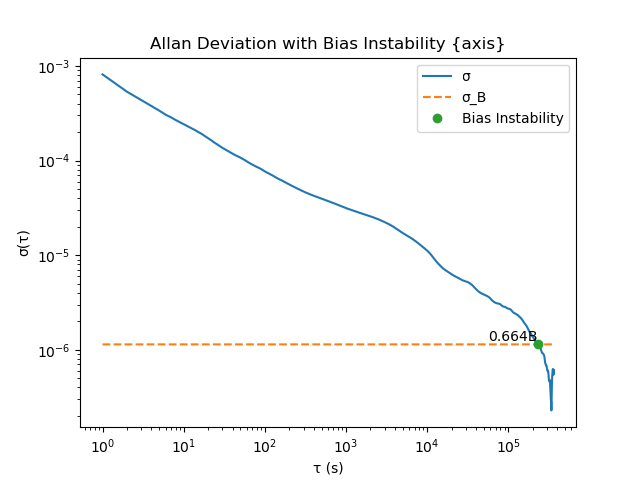 Allan Deviation with Bias Instability {axis}
σ
σ_B
Bias Instability
0.664B
σ(τ)
10⁻³
10⁻⁴
10⁻⁵
10⁻⁶
10⁰ 10¹ 10² 10³ 10⁴ 10⁵
τ (s)